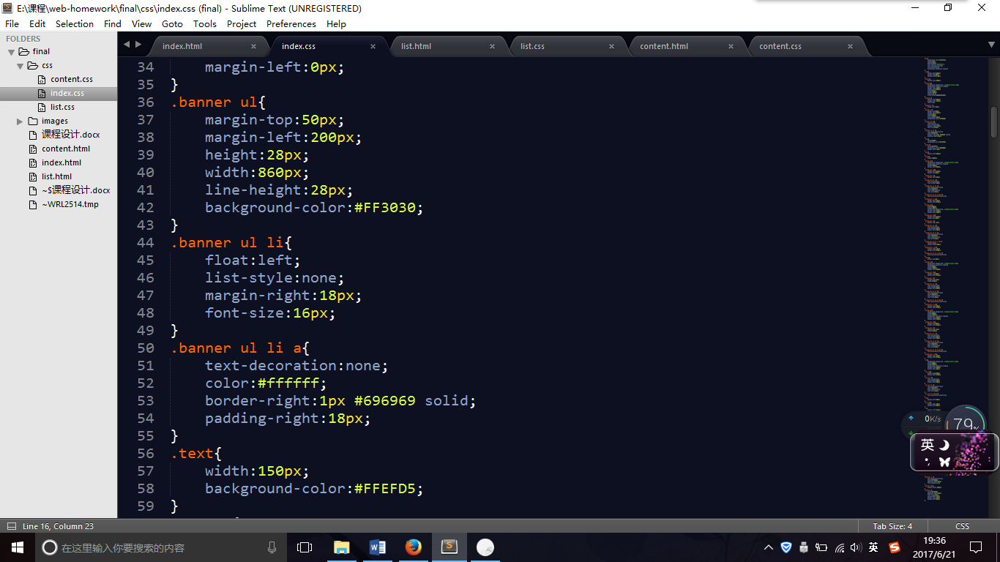 E:\课程\web-homework\final\css\index.css (final) - Sublime Text (UNREGISTERED)
File Edit Selection Find View Goto Tools Project Preferences Help
FOLDERS
final
css
content.css
index.css
list.css
images
课程设计.docx
content.html
index.html
list.html
~$课程设计.docx
~WRL2514.tmp
index.html × index.css × list.html × list.css × content.html × content.css ×
34 margin-left:0px;
35 }
36 .banner ul{
37 margin-top:50px;
38 margin-left:200px;
39 height:28px;
40 width:860px;
41 line-height:28px;
42 background-color:#FF3030;
43 }
44 .banner ul li{
45 float:left;
46 list-style:none;
47 margin-right:18px;
48 font-size:16px;
49 }
50 .banner ul li a{
51 text-decoration:none;
52 color:#ffffff;
53 border-right:1px #696969 solid;
54 padding-right:18px;
55 }
56 .text{
57 width:150px;
58 background-color:#FFEFD5;
59 }
0K/s
79%
英
Line 16, Column 23
Tab Size: 4 CSS
在这里输入你要搜索的内容
英
19:36
2017/6/21